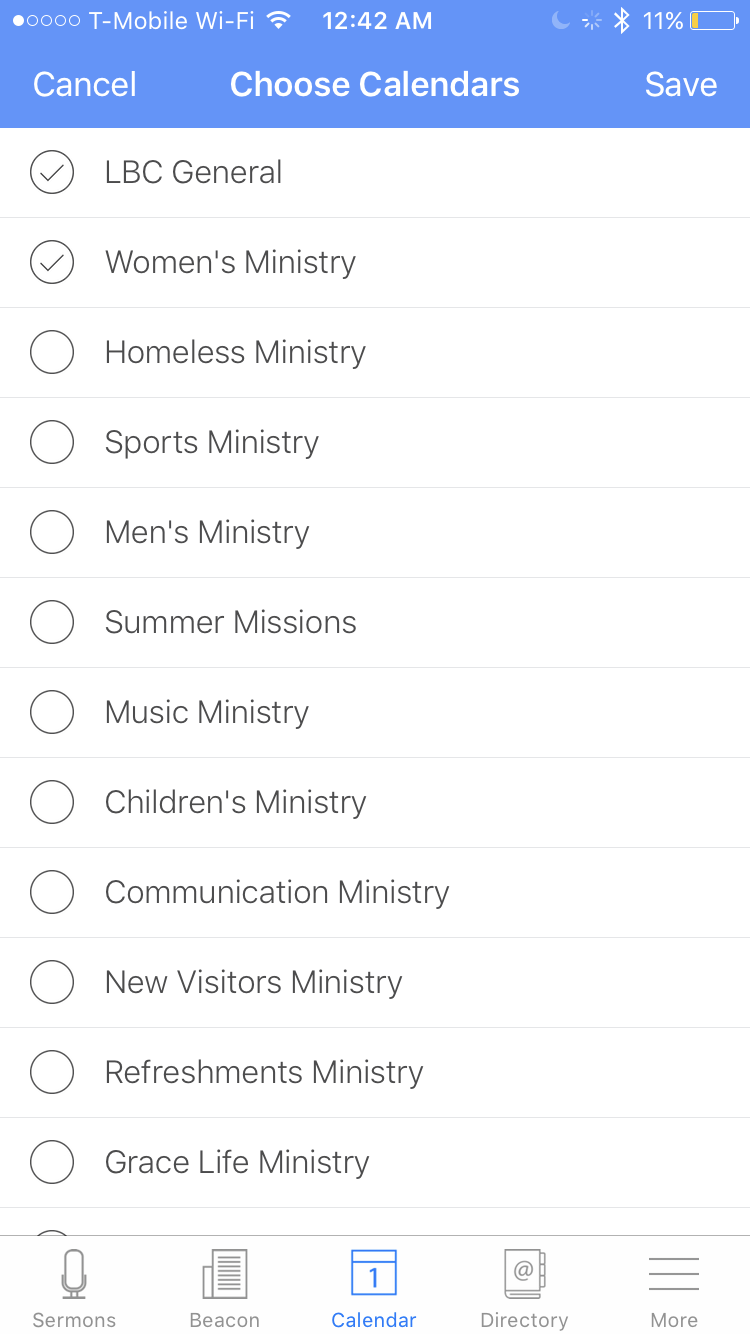 T-Mobile Wi-Fi 12:42 AM 11%
Cancel Choose Calendars Save
LBC General
Women's Ministry
Homeless Ministry
Sports Ministry
Men's Ministry
Summer Missions
Music Ministry
Children's Ministry
Communication Ministry
New Visitors Ministry
Refreshments Ministry
Grace Life Ministry
1 @
Sermons Beacon Calendar Directory More